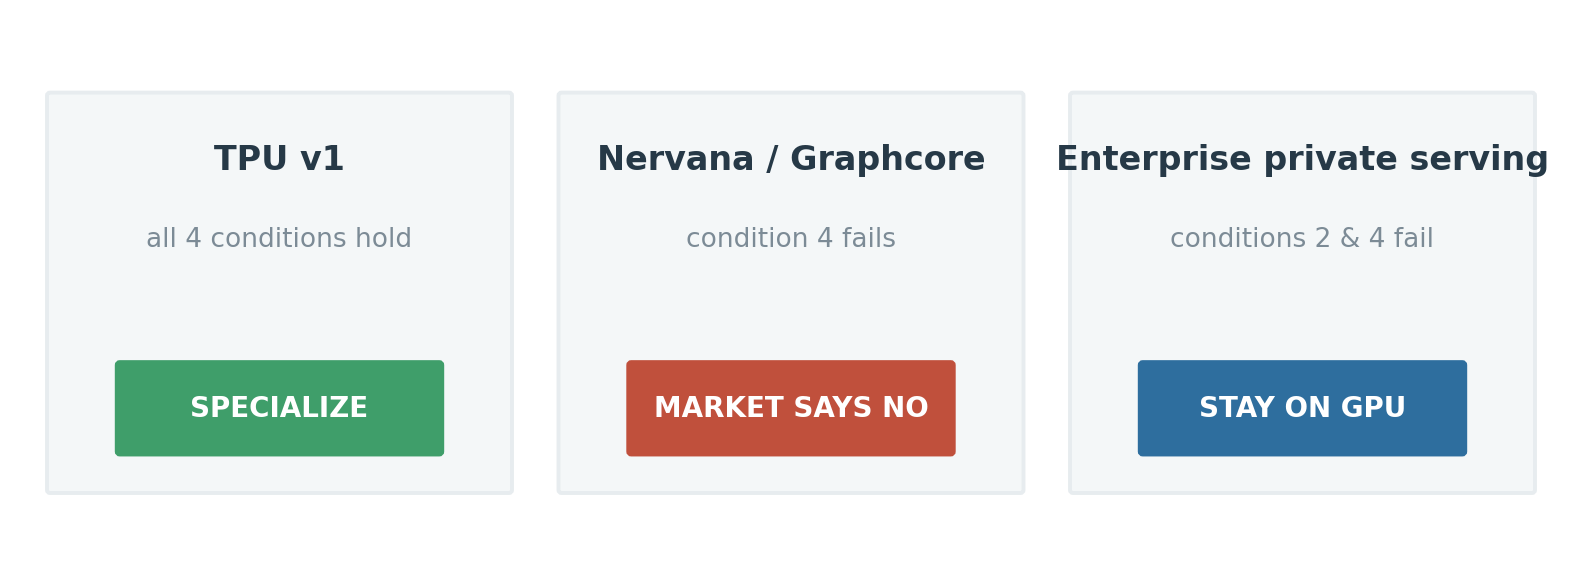 TPU v1
all 4 conditions hold
SPECIALIZE
Nervana / Graphcore
condition 4 fails
MARKET SAYS NO
Enterprise private serving
conditions 2 & 4 fail
STAY ON GPU